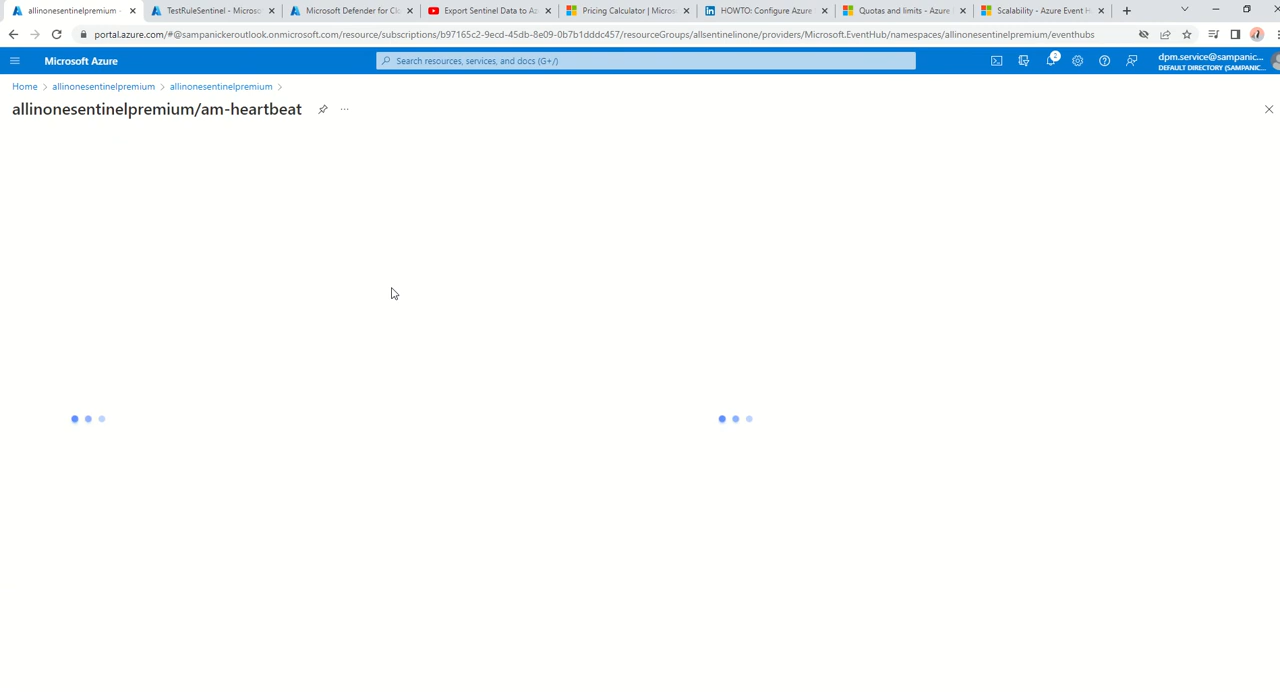 allinonesentinelpremium -
TestRuleSentinel - Microso
Microsoft Defender for Clo
Export Sentinel Data to Az
Pricing Calculator | Micros
HOWTO: Configure Azure
Quotas and limits - Azure
Scalability - Azure Event H
portal.azure.com/#@sampanickeroutlook.onmicrosoft.com/resource/subscriptions/b97165c2-9ecd-45db-8e09-0b7b1dddc457/resourceGroups/allsentinelinone/providers/Microsoft.EventHub/namespaces/allinonesentinelpremium/eventhubs
Microsoft Azure
Search resources, services, and docs (G+/)
2
dpm.service@sampanic...
DEFAULT DIRECTORY (SAMPANIC...
Home > allinonesentinelpremium > allinonesentinelpremium >
allinonesentinelpremium/am-heartbeat